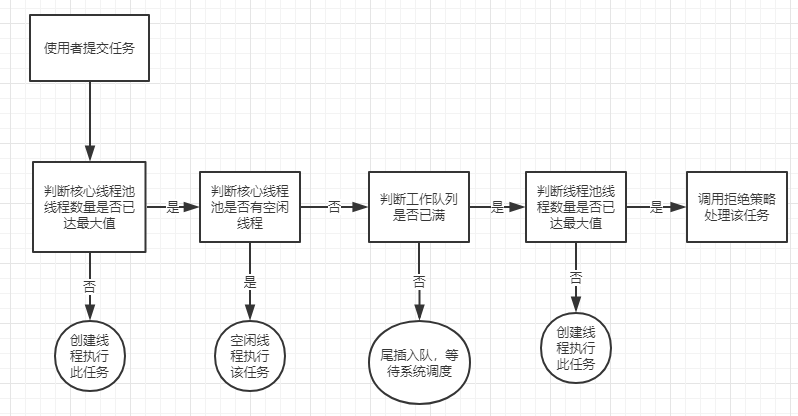 使用者提交任务
判断核心线程池
线程数量是否已
达最大值
是
判断核心线程
池是否有空闲
线程
否
判断工作队列
是否已满
是
判断线程池线
程数量是否已
达最大值
是
调用拒绝策略
处理该任务
否
是
否
否
创建线
程执行
此任务
空闲线
程执行
该任务
尾插入队，等
待系统调度
创建线
程执行
此任务